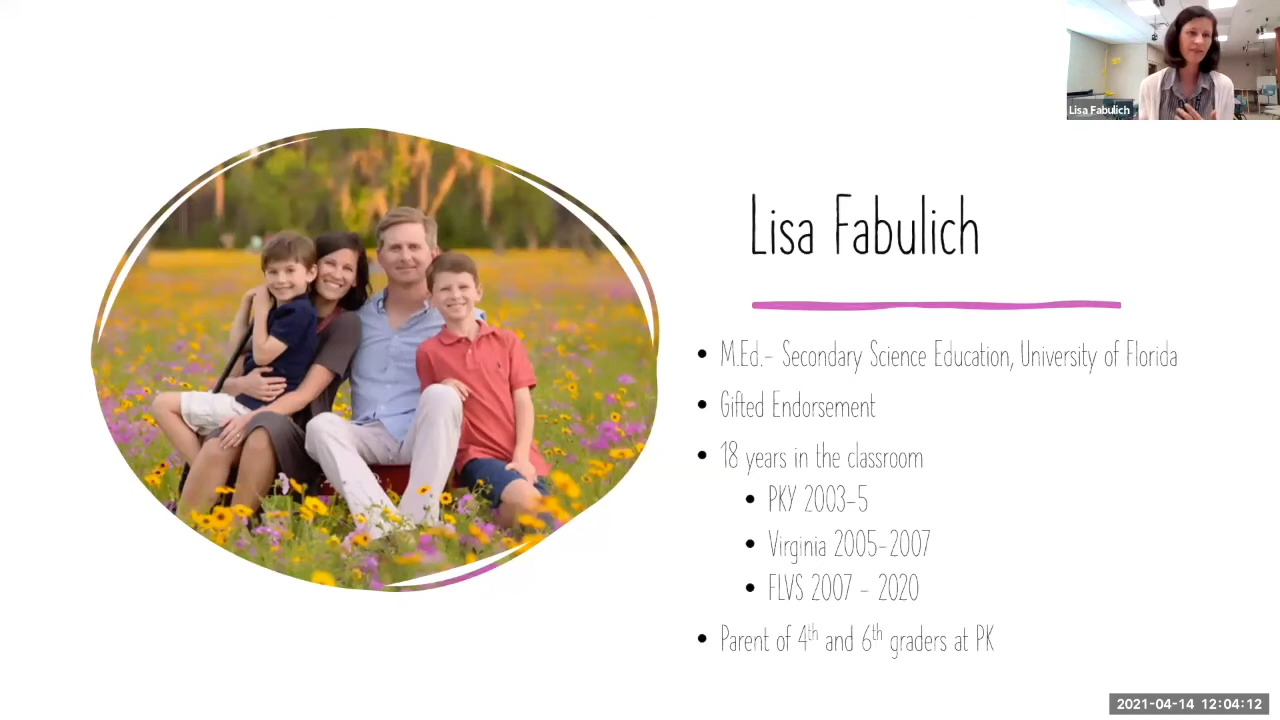 Lisa Fabulich
Lisa Fabulich
M.Ed.- Secondary Science Education, University of Florida
Gifted Endorsement
18 years in the classroom
PKY 2003-5
Virginia 2005-2007
FLVS 2007 - 2020
Parent of 4th and 6th graders at PK
2021-04-14 12:04:12